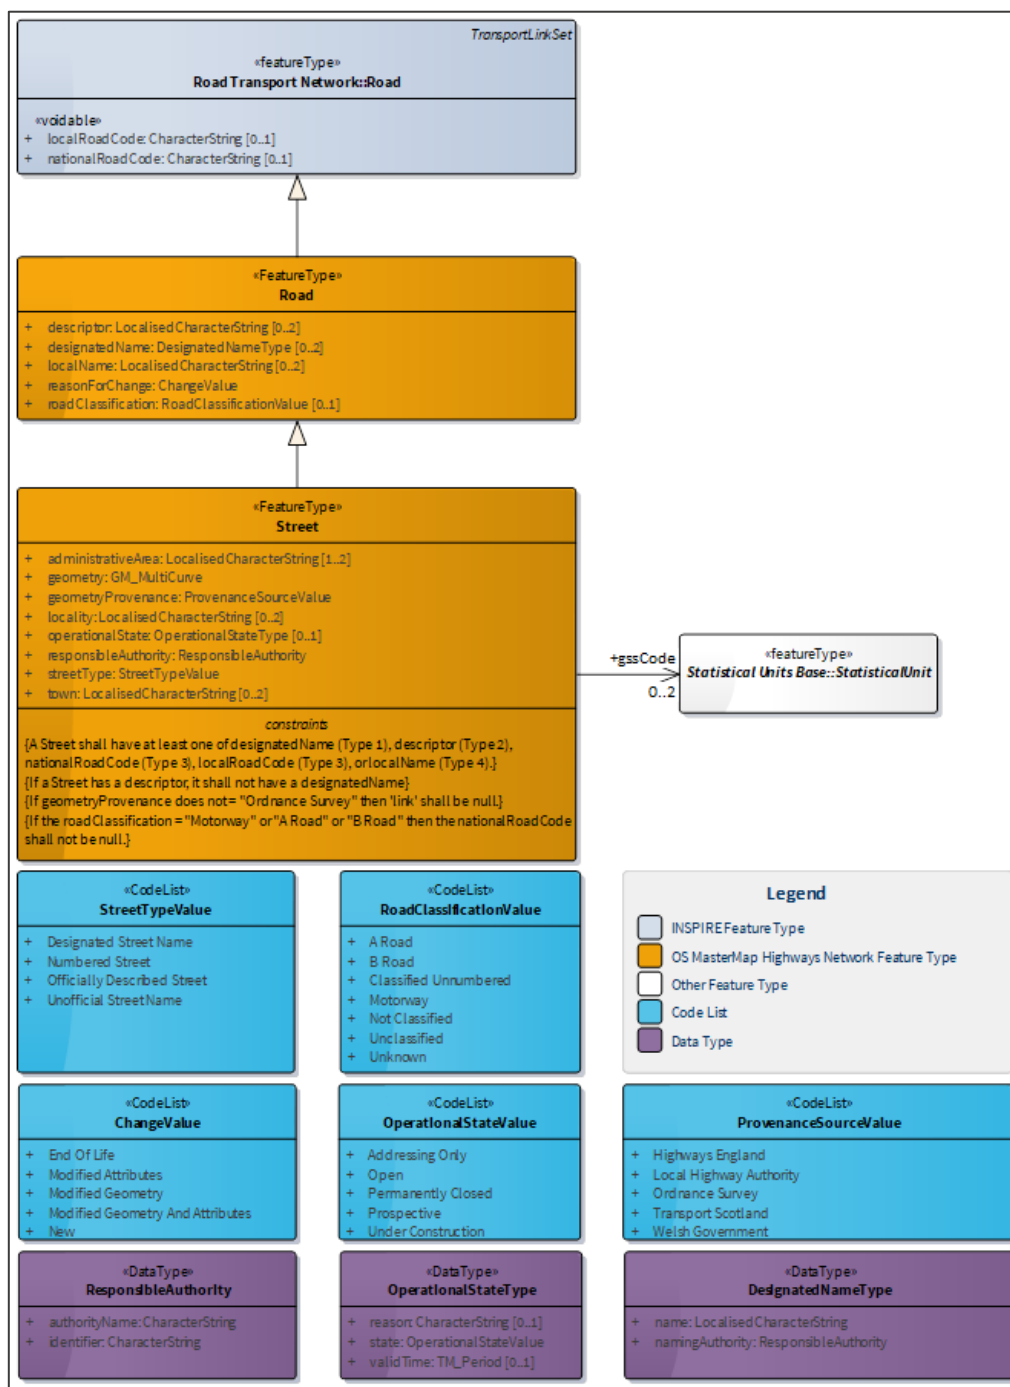 TransportLinkSet
«featureType»
Road Transport Network::Road
«voidable»
+ localRoadCode: CharacterString [0..1]
+ nationalRoadCode: CharacterString [0..1]
«FeatureType»
Road
+ descriptor: LocalisedCharacterString [0..2]
+ designatedName: DesignatedNameType [0..2]
+ localName: LocalisedCharacterString [0..2]
+ reasonForChange: ChangeValue
+ roadClassification: RoadClassificationValue [0..1]
«FeatureType»
Street
+ administrativeArea: LocalisedCharacterString [1..2]
+ geometry: GM_MultiCurve
+ geometryProvenance: ProvenanceSourceValue
+ locality: LocalisedCharacterString [0..2]
+ operationalState: OperationalStateType [0..1]
+ responsibleAuthority: ResponsibleAuthority
+ streetType: StreetTypeValue
+ town: LocalisedCharacterString [0..2]
constraints
{A Street shall have at least one of designatedName (Type 1), descriptor (Type 2),
nationalRoadCode (Type 3), localRoadCode (Type 3), or localName (Type 4).}
{If a Street has a descriptor, it shall not have a designatedName}
{If geometryProvenance does not = "Ordnance Survey" then 'link' shall be null.}
{If the roadClassification = "Motorway" or "A Road" or "B Road" then the nationalRoadCode
shall not be null.}
+gssCode
0..2
«featureType»
Statistical Units Base::StatisticalUnit
«CodeList»
StreetTypeValue
+ Designated Street Name
+ Numbered Street
+ Officially Described Street
+ Unofficial Street Name
«CodeList»
RoadClassificationValue
+ A Road
+ B Road
+ Classified Unnumbered
+ Motorway
+ Not Classified
+ Unclassified
+ Unknown
Legend
INSPIRE Feature Type
OS MasterMap Highways Network Feature Type
Other Feature Type
Code List
Data Type
«CodeList»
ChangeValue
+ End Of Life
+ Modified Attributes
+ Modified Geometry
+ Modified Geometry And Attributes
+ New
«CodeList»
OperationalStateValue
+ Addressing Only
+ Open
+ Permanently Closed
+ Prospective
+ Under Construction
«CodeList»
ProvenanceSourceValue
+ Highways England
+ Local Highway Authority
+ Ordnance Survey
+ Transport Scotland
+ Welsh Government
«DataType»
ResponsibleAuthority
+ authorityName: CharacterString
+ identifier: CharacterString
«DataType»
OperationalStateType
+ reason: CharacterString [0..1]
+ state: OperationalStateValue
+ validTime: TM_Period [0..1]
«DataType»
DesignatedNameType
+ name: LocalisedCharacterString
+ namingAuthority: ResponsibleAuthority